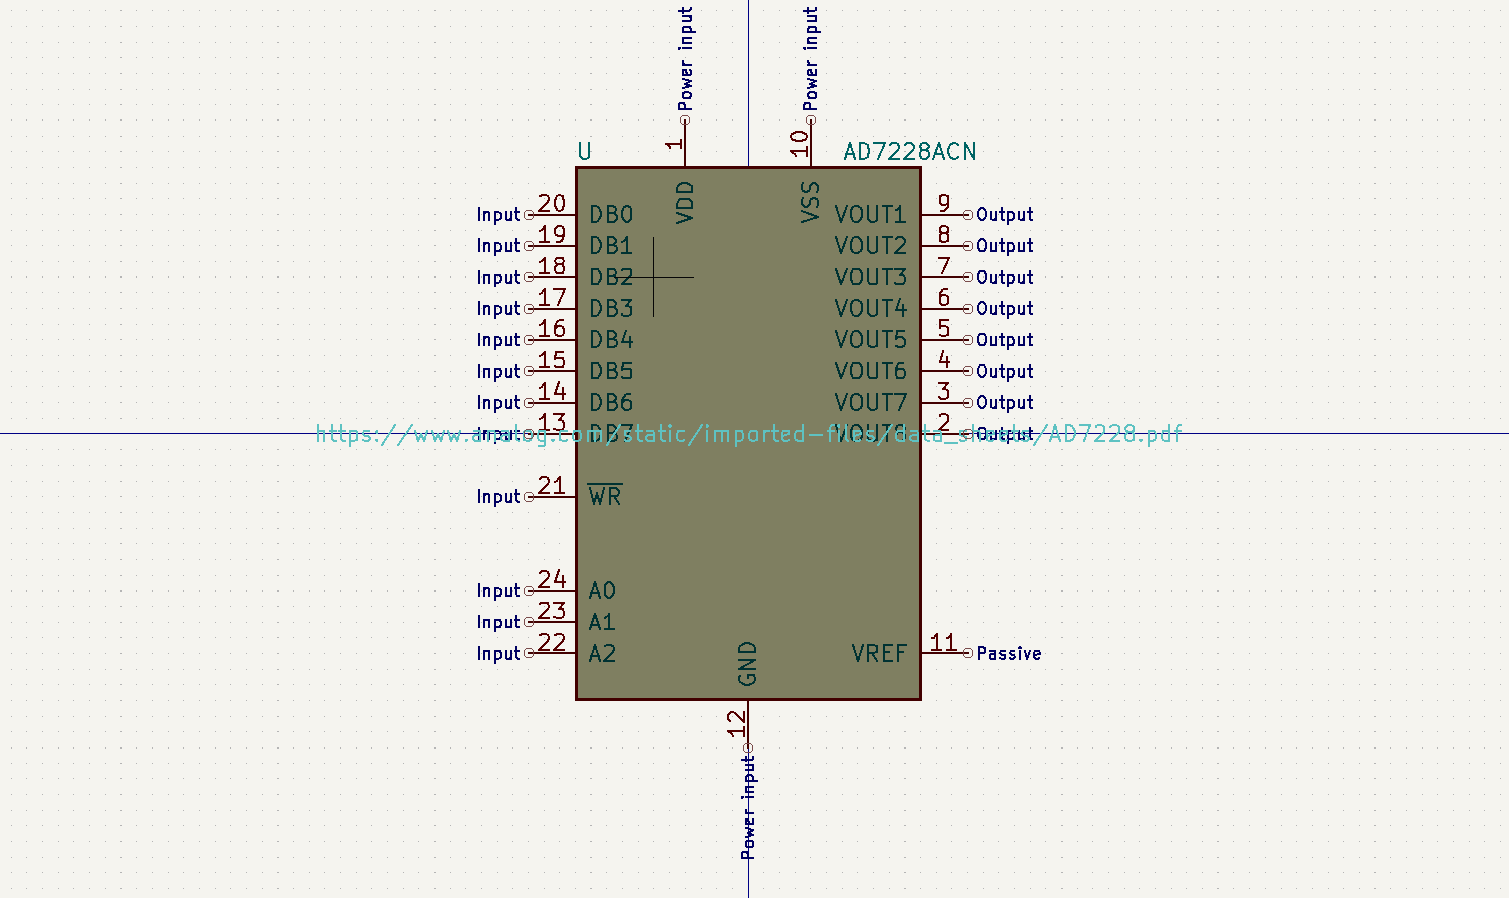 Power input Power input
1 10
U AD7228ACN
VDD VSS
Input 20 DB0 VOUT1 9 Output
Input 19 DB1 VOUT2 8 Output
Input 18 DB2 VOUT3 7 Output
Input 17 DB3 VOUT4 6 Output
Input 16 DB4 VOUT5 5 Output
Input 15 DB5 VOUT6 4 Output
Input 14 DB6 VOUT7 3 Output
Input 13 DB7 VOUT8 2 Output
https://www.analog.com/static/imported-files/data_sheets/AD7228.pdf
Input 21 WR
Input 24 A0
Input 23 A1
Input 22 A2 VREF 11 Passive
GND
12
Power input